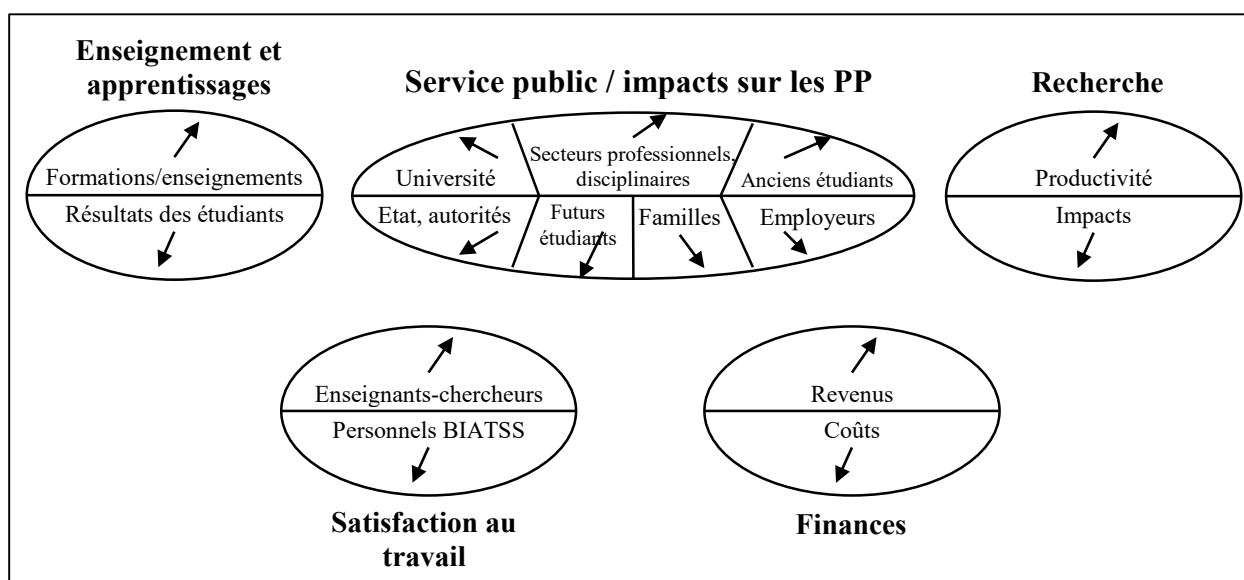 Enseignement et
apprentissages
Service public / impacts sur les PP
Recherche
Formations/enseignements
Résultats des étudiants
Université
Secteurs professionnels,
disciplinaires
Anciens étudiants
Etat, autorités
Futurs
étudiants
Familles
Employeurs
Productivité
Impacts
Enseignants-chercheurs
Personnels BIATSS
Revenus
Coûts
Satisfaction au
travail
Finances